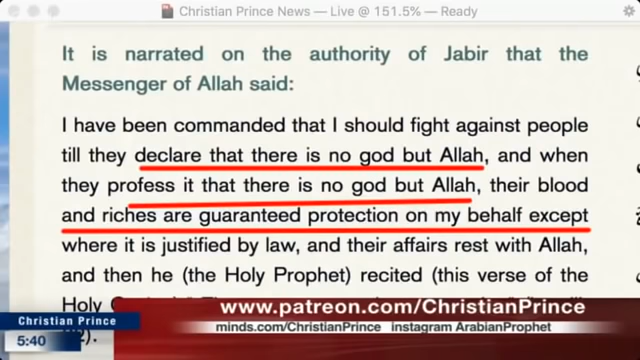 Christian Prince News — Live @ 151.5% — Ready
It is narrated on the authority of Jabir that the
Messenger of Allah said:
I have been commanded that I should fight against people
till they declare that there is no god but Allah, and when
they profess it that there is no god but Allah, their blood
and riches are guaranteed protection on my behalf except
where it is justified by law, and their affairs rest with Allah,
and then he (the Holy Prophet) recited (this verse of the
Holy
www.patreon.com/ChristianPrince
Christian Prince
minds.com/ChristianPrince instagram ArabianProphet
5:40